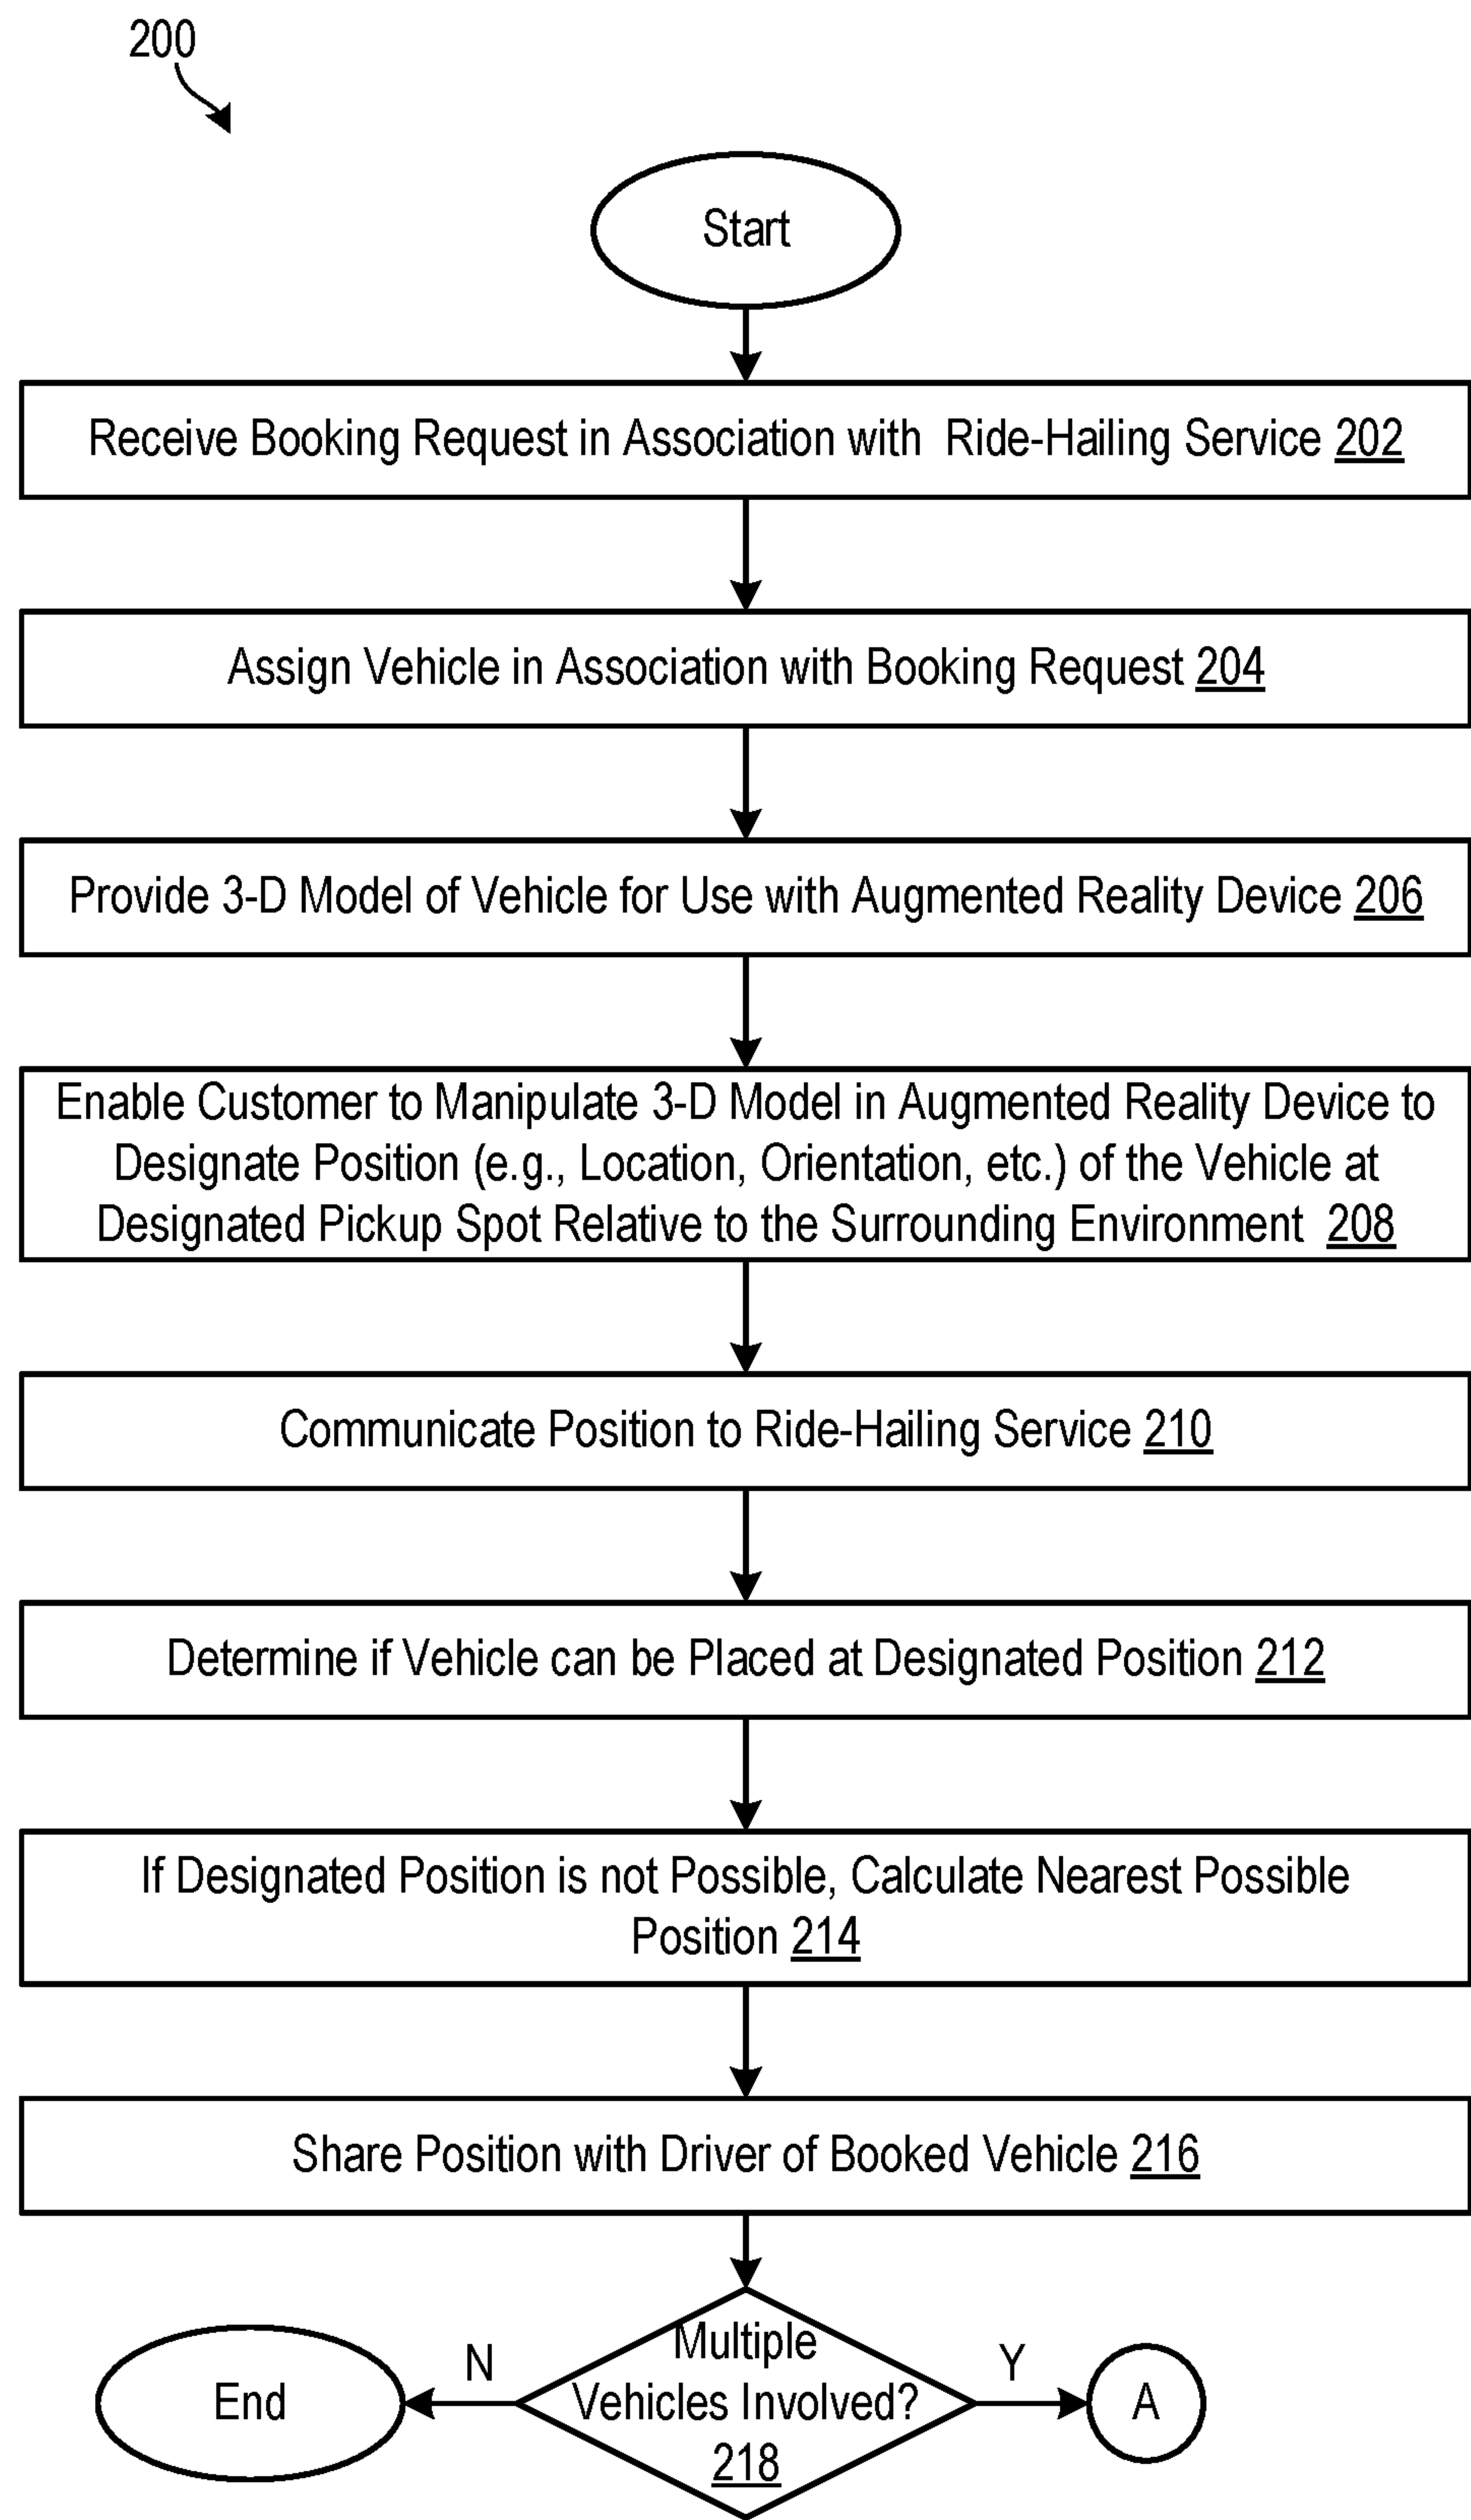 200
Start
Receive Booking Request in Association with Ride-Hailing Service 202
Assign Vehicle in Association with Booking Request 204
Provide 3-D Model of Vehicle for Use with Augmented Reality Device 206
Enable Customer to Manipulate 3-D Model in Augmented Reality Device to
Designate Position (e.g., Location, Orientation, etc.) of the Vehicle at
Designated Pickup Spot Relative to the Surrounding Environment 208
Communicate Position to Ride-Hailing Service 210
Determine if Vehicle can be Placed at Designated Position 212
If Designated Position is not Possible, Calculate Nearest Possible
Position 214
Share Position with Driver of Booked Vehicle 216
Multiple
Vehicles Involved?
218
N
End
Y
A